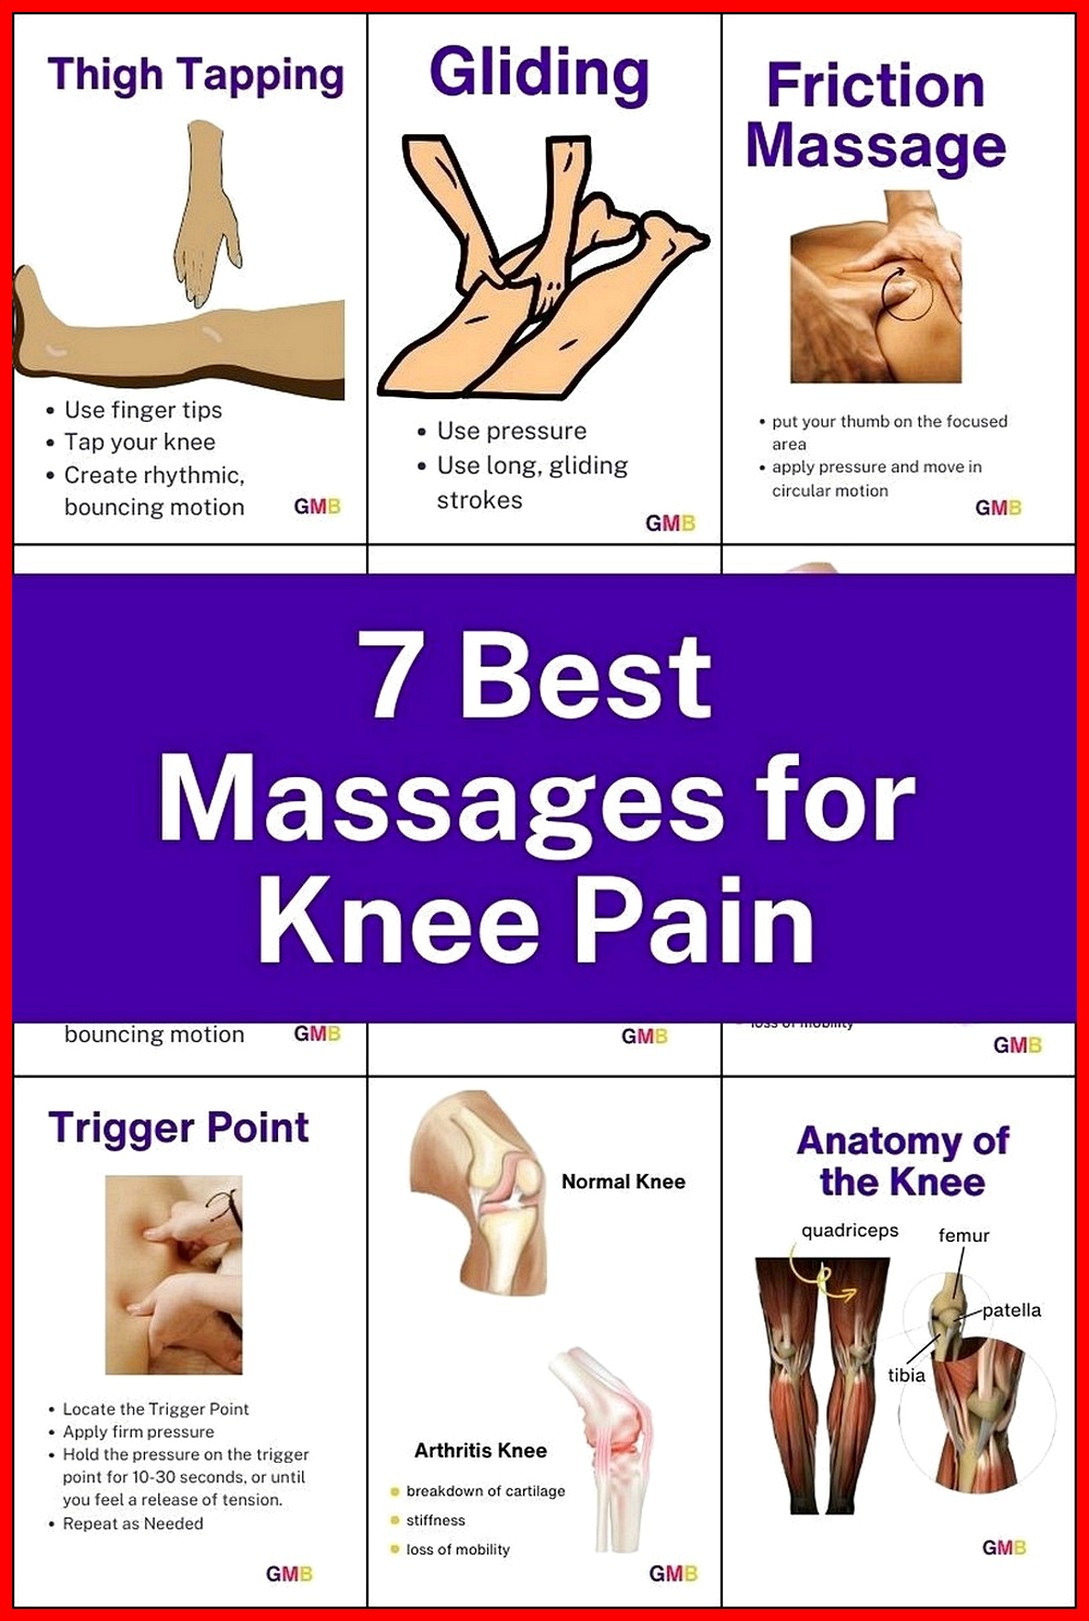 Thigh Tapping
• Use finger tips
• Tap your knee
• Create rhythmic,
bouncing motion
GMB
Gliding
• Use pressure
• Use long, gliding
strokes
GMB
Friction
Massage
• put your thumb on the focused
area
• apply pressure and move in
circular motion
GMB
7 Best
Massages for
Knee Pain
bouncing motion
GMB
GMB
loss of mobility
GMB
Trigger Point
• Locate the Trigger Point
• Apply firm pressure
• Hold the pressure on the trigger
point for 10-30 seconds, or until
you feel a release of tension.
• Repeat as Needed
GMB
Normal Knee
Arthritis Knee
• breakdown of cartilage
• stiffness
• loss of mobility
GMB
Anatomy of
the Knee
quadriceps
femur
patella
tibia
GMB